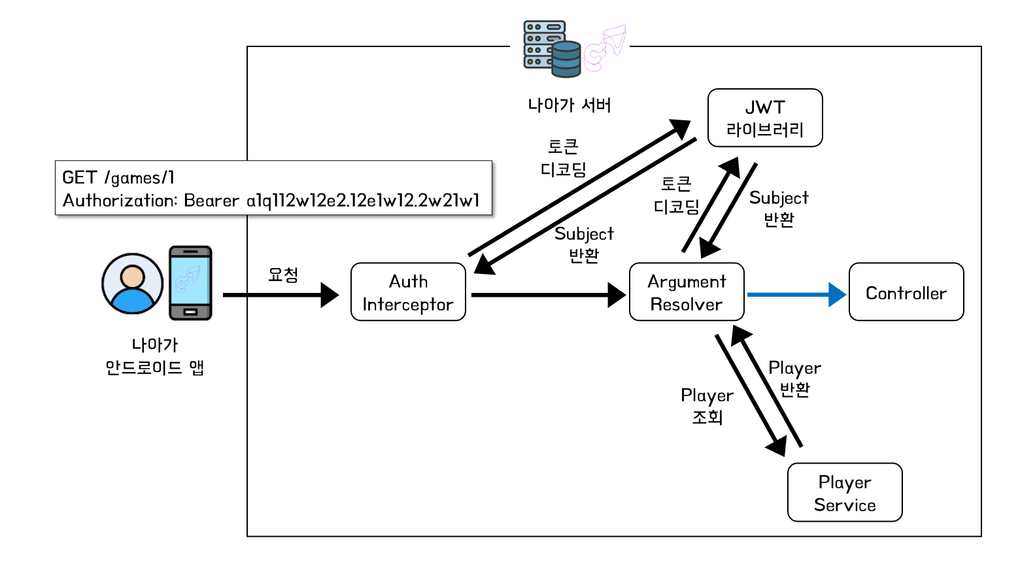 나아가 서버
JWT
라이브러리
토큰
디코딩
GET /games/1
Authorization: Bearer a1q112w12e2.12e1w12.2w21w1
토큰
디코딩
Subject
반환
Subject
반환
요청
Auth
Interceptor
Argument
Resolver
Controller
나아가
안드로이드 앱
Player
반환
Player
조회
Player
Service